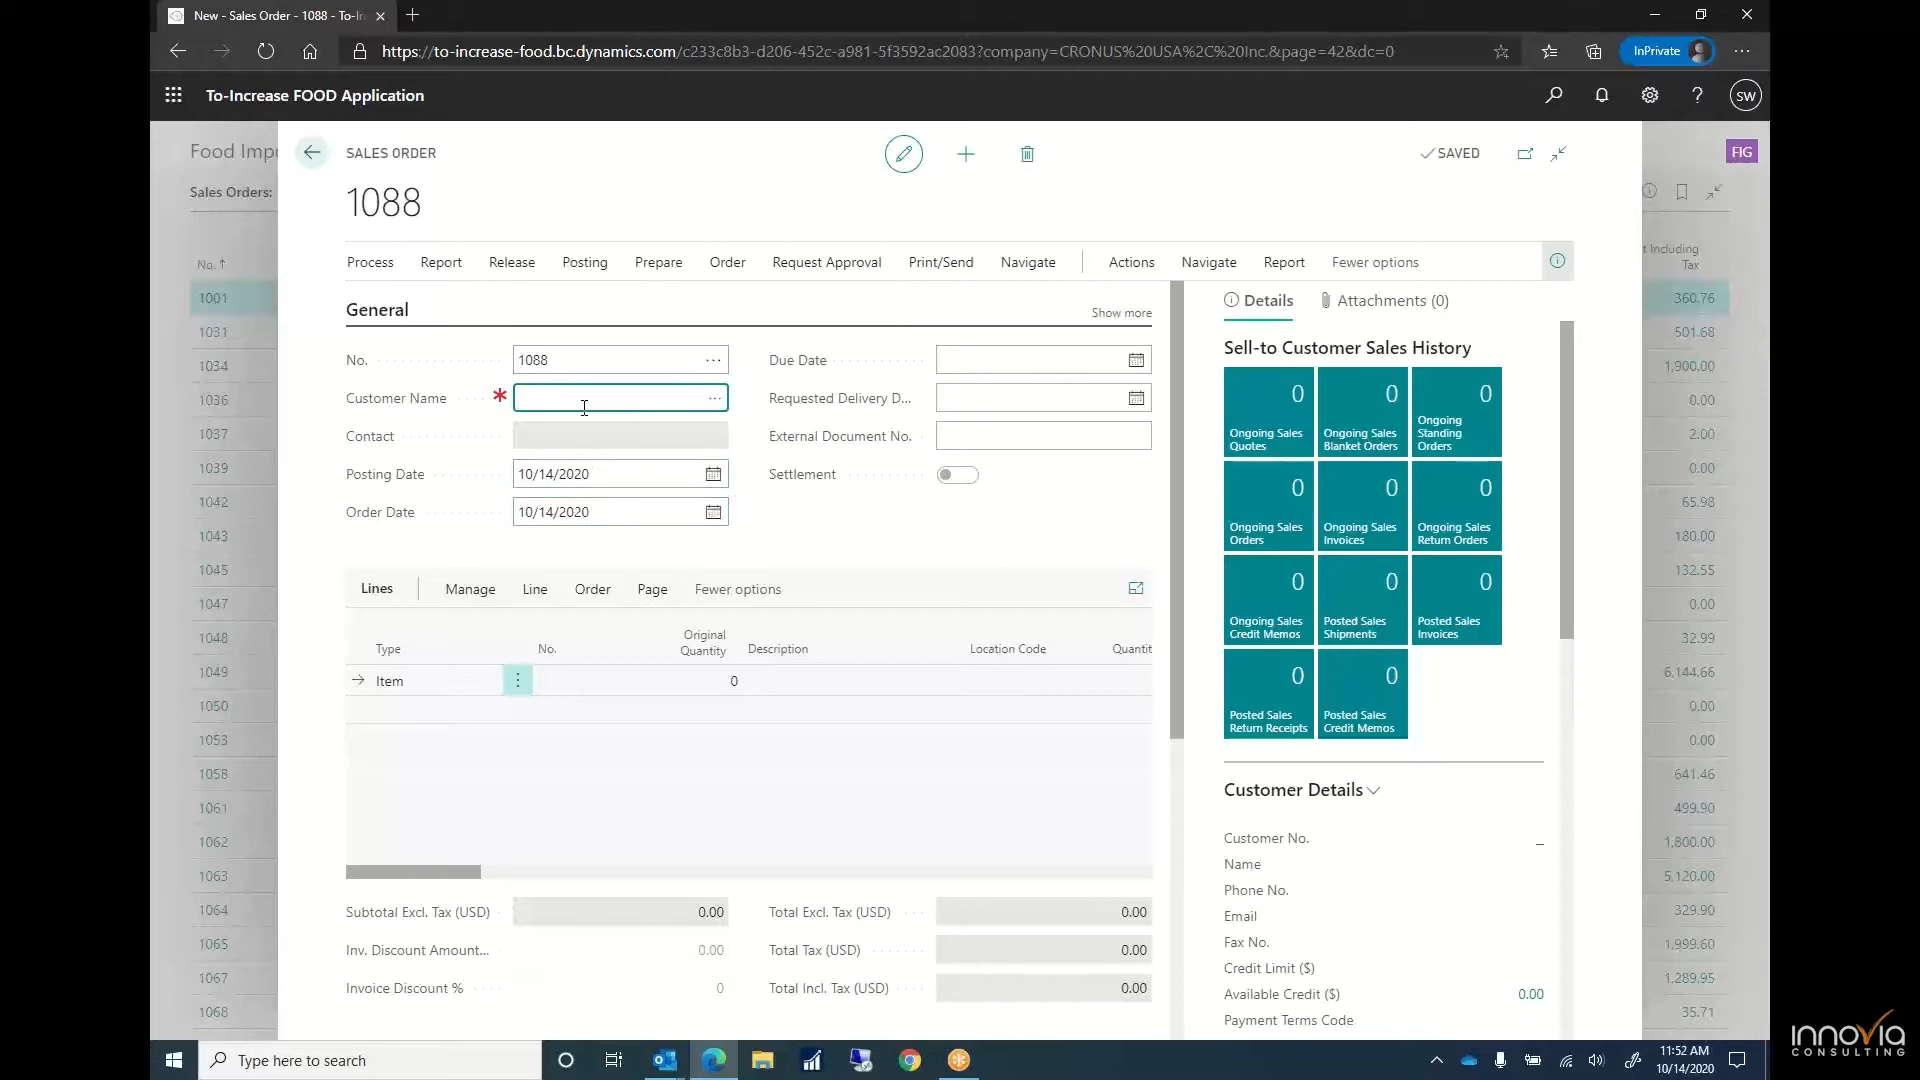 New - Sales Order - 1088 - To-In
https://to-increase-food.bc.dynamics.com/c233c8b3-d206-452c-a981-5f3592ac2083?company=CRONUS%20USA%2C%20Inc.&page=42&dc=0
InPrivate
To-Increase FOOD Application
SW
Food Impo
FIG
Sales Orders:
SALES ORDER
SAVED
1088
Process Report Release Posting Prepare Order Request Approval Print/Send Navigate Actions Navigate Report Fewer options
No. ↑
t Including
Tax
1001 360.76
1031 501.68
1034 1,900.00
1036 0.00
1037 2.00
1039 0.00
1042 65.98
1043 180.00
1045 132.55
1047 0.00
1048 32.99
1049 6,144.66
1050 0.00
1053 0.00
1058 641.46
1061 499.90
1062 1,800.00
1063 5,120.00
1064 329.90
1065 1,999.60
1067 1,289.95
1068 35.71
General
Show more
No. 1088
Customer Name *
Contact
Posting Date 10/14/2020
Order Date 10/14/2020
Due Date
Requested Delivery D...
External Document No.
Settlement
Lines Manage Line Order Page Fewer options
Type No. Original Quantity Description Location Code Quantit
Item 0
Subtotal Excl. Tax (USD) 0.00
Inv. Discount Amount... 0.00
Invoice Discount % 0
Total Excl. Tax (USD) 0.00
Total Tax (USD) 0.00
Total Incl. Tax (USD) 0.00
Details Attachments (0)
Sell-to Customer Sales History
0 Ongoing Sales Quotes
0 Ongoing Sales Blanket Orders
0 Ongoing Standing Orders
0 Ongoing Sales Orders
0 Ongoing Sales Invoices
0 Ongoing Sales Return Orders
0 Ongoing Sales Credit Memos
0 Posted Sales Shipments
0 Posted Sales Invoices
0 Posted Sales Return Receipts
0 Posted Sales Credit Memos
Customer Details
Customer No. _
Name
Phone No.
Email
Fax No.
Credit Limit ($)
Available Credit ($) 0.00
Payment Terms Code
Type here to search
11:52 AM
10/14/2020
innovia
CONSULTING